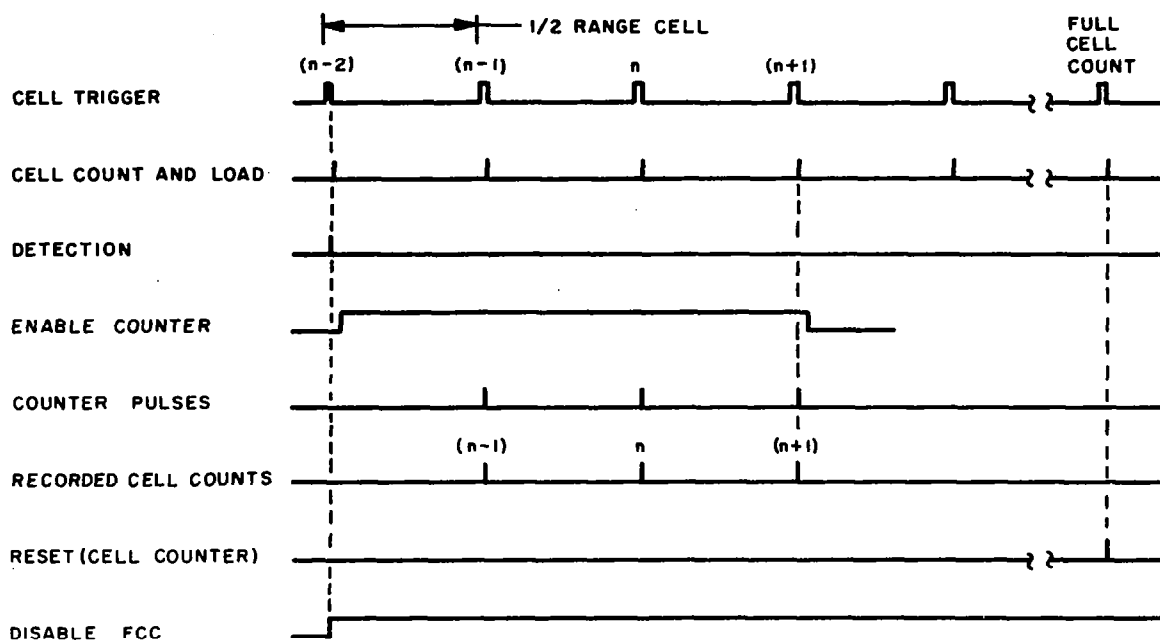 1/2 RANGE CELL
FULL
CELL
COUNT
(n-2) (n-1) n (n+1)
CELL TRIGGER
CELL COUNT AND LOAD
DETECTION
ENABLE COUNTER
COUNTER PULSES
(n-1) n (n+1)
RECORDED CELL COUNTS
RESET (CELL COUNTER)
DISABLE FCC